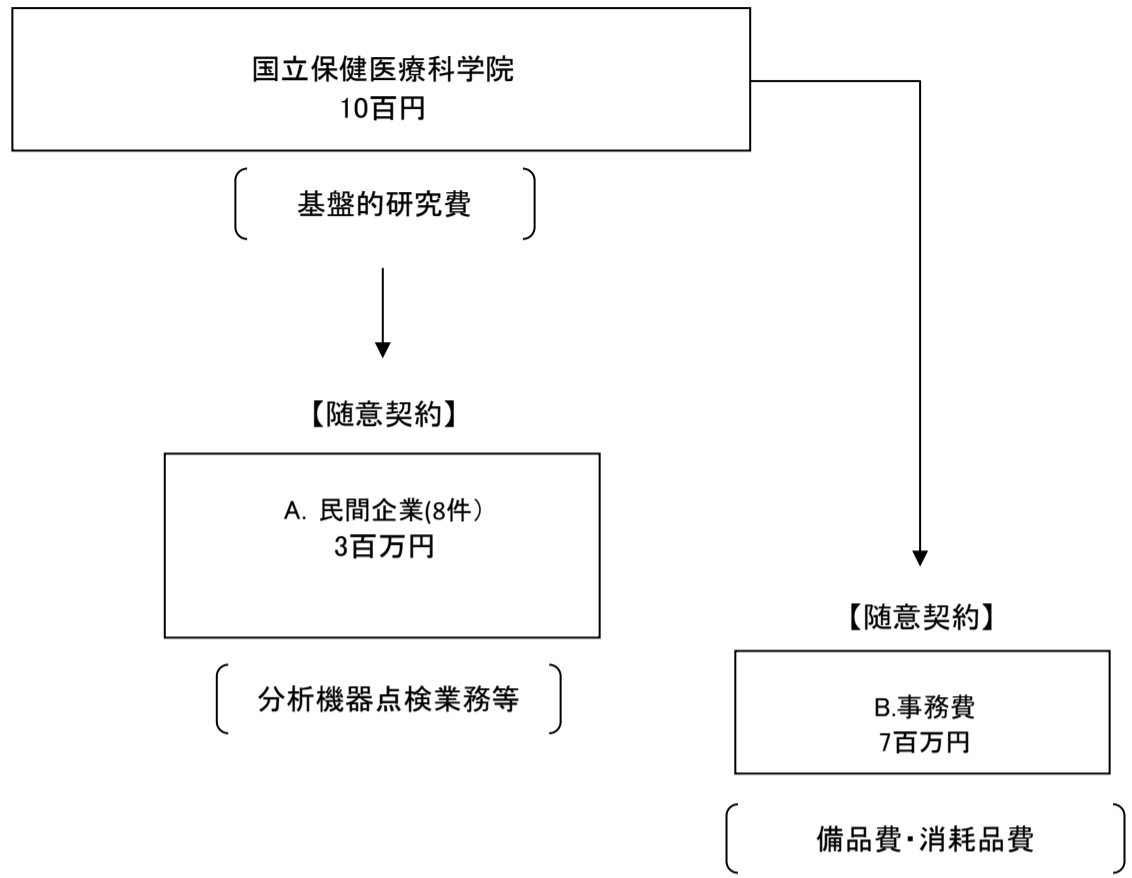 国立保健医療科学院
10百円
基盤的研究費
【随意契約】
A. 民間企業(8件）
3百万円
分析機器点検業務等
【随意契約】
B.事務費
7百万円
備品費・消耗品費